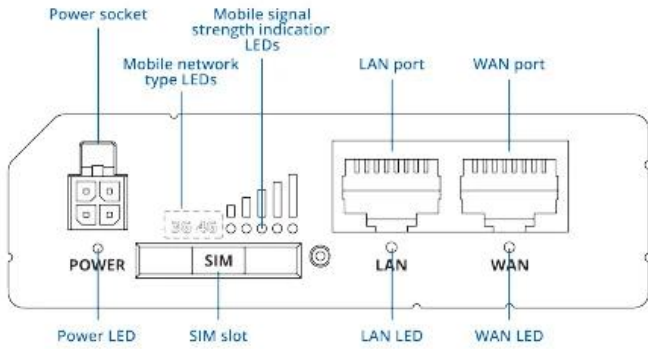 Power socket
Mobile signal
strength indicatior
LEDs
Mobile network
type LEDs
LAN port
WAN port
3G 4G
POWER
SIM
LAN
WAN
Power LED
SIM slot
LAN LED
WAN LED